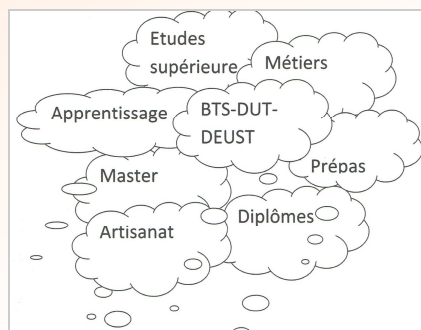 Etudes
supérieure
Métiers
Apprentissage
BTS-DUT-
DEUST
Prépas
Master
Diplômes
Artisanat